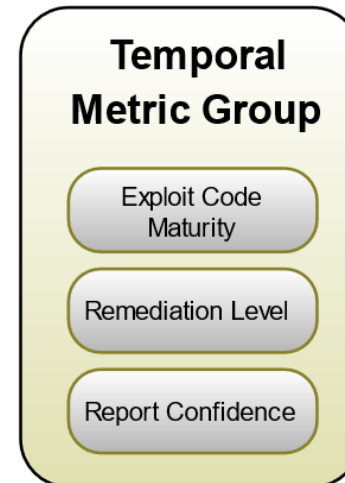 Temporal
Metric Group
Exploit Code
Maturity
Remediation Level
Report Confidence